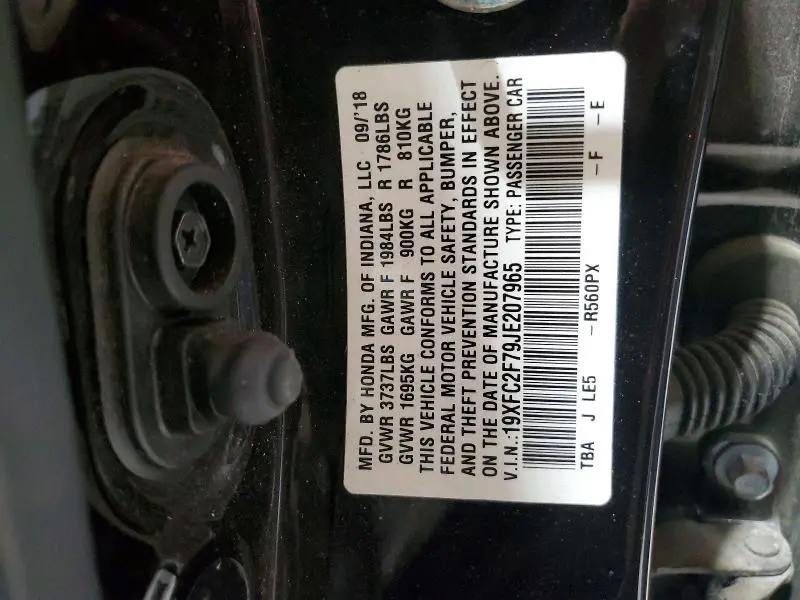 MFD. BY HONDA MFG. OF INDIANA, LLC 09/'18
GVWR 3737LBS GAWR F 1984LBS R 1786LBS
GVWR 1695KG GAWR F 900KG R 810KG
THIS VEHICLE CONFORMS TO ALL APPLICABLE
FEDERAL MOTOR VEHICLE SAFETY, BUMPER,
AND THEFT PREVENTION STANDARDS IN EFFECT
ON THE DATE OF MANUFACTURE SHOWN ABOVE.
V.I.N.:19XFC2F79JE207965 TYPE: PASSENGER CAR
TBA J LE5 -R560PX -F -E